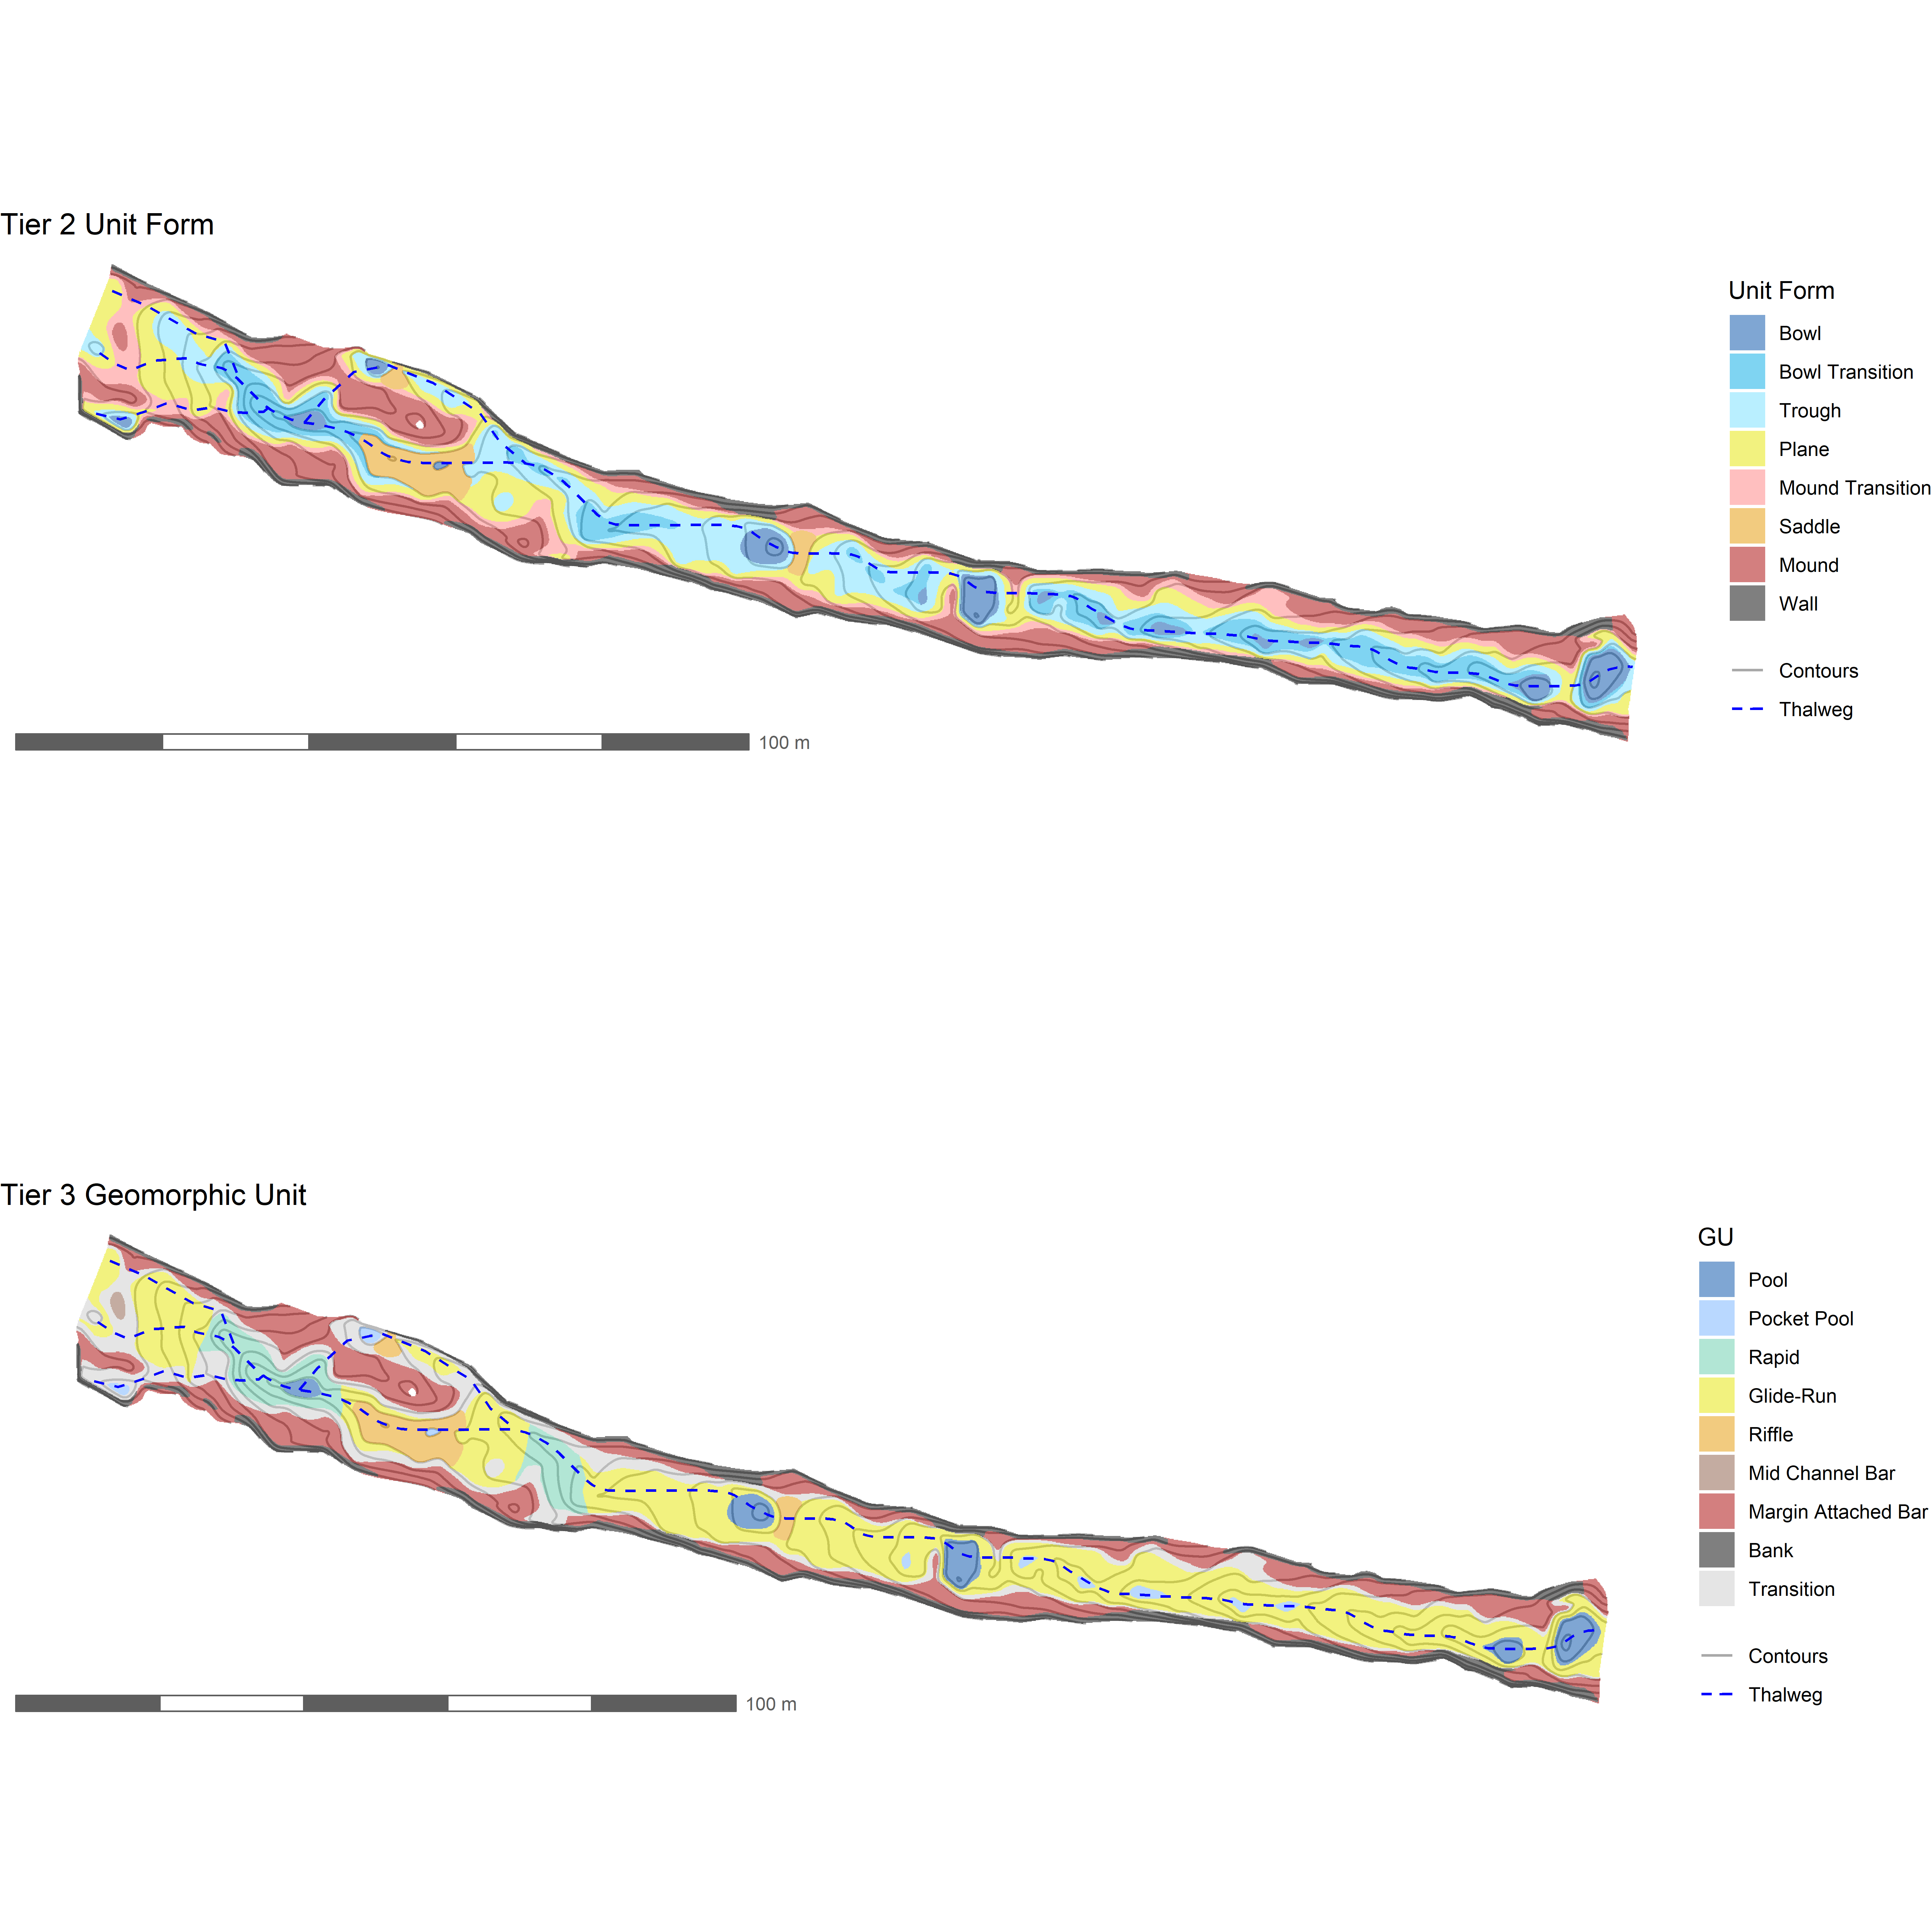 Tier 2 Unit Form
Unit Form
Bowl
Bowl Transition
Trough
Plane
Mound Transition
Saddle
Mound
Wall
Contours
Thalweg
100 m
Tier 3 Geomorphic Unit
GU
Pool
Pocket Pool
Rapid
Glide-Run
Riffle
Mid Channel Bar
Margin Attached Bar
Bank
Transition
Contours
Thalweg
100 m